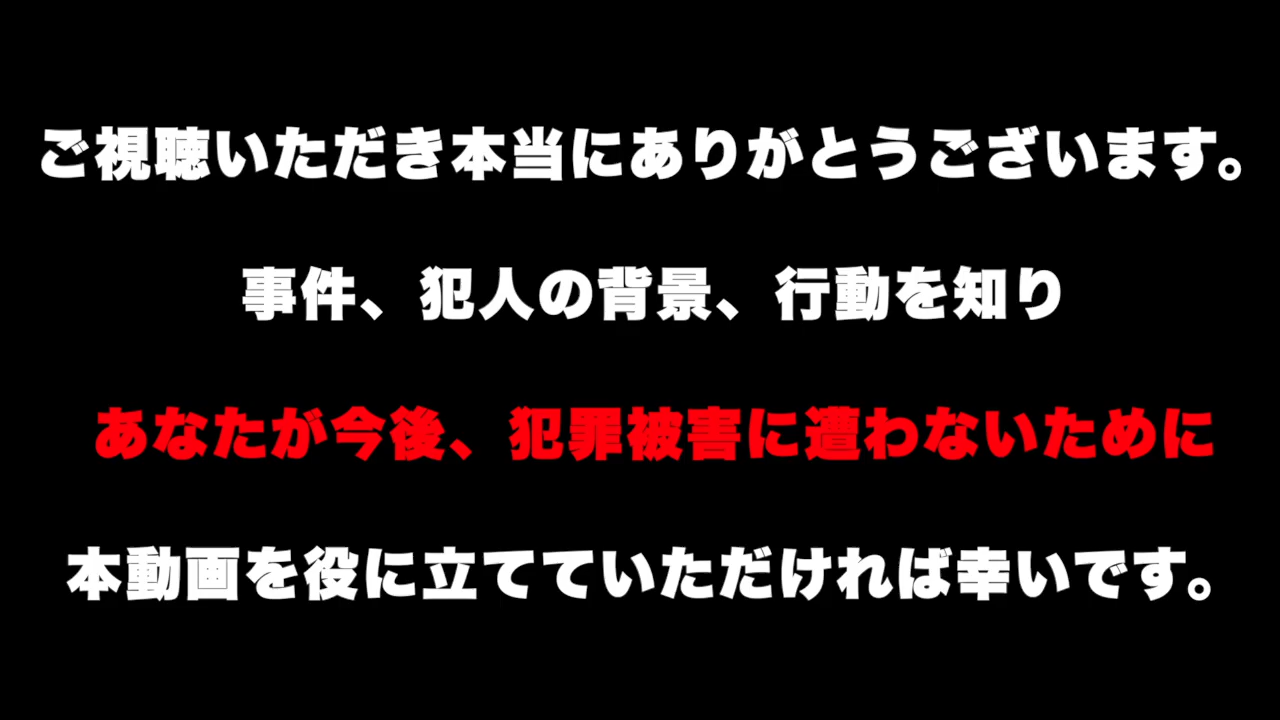 ご視聴いただき本当にありがとうございます。
事件、犯人の背景、行動を知り
あなたが今後、犯罪被害に遭わないために
本動画を役に立てていただければ幸いです。